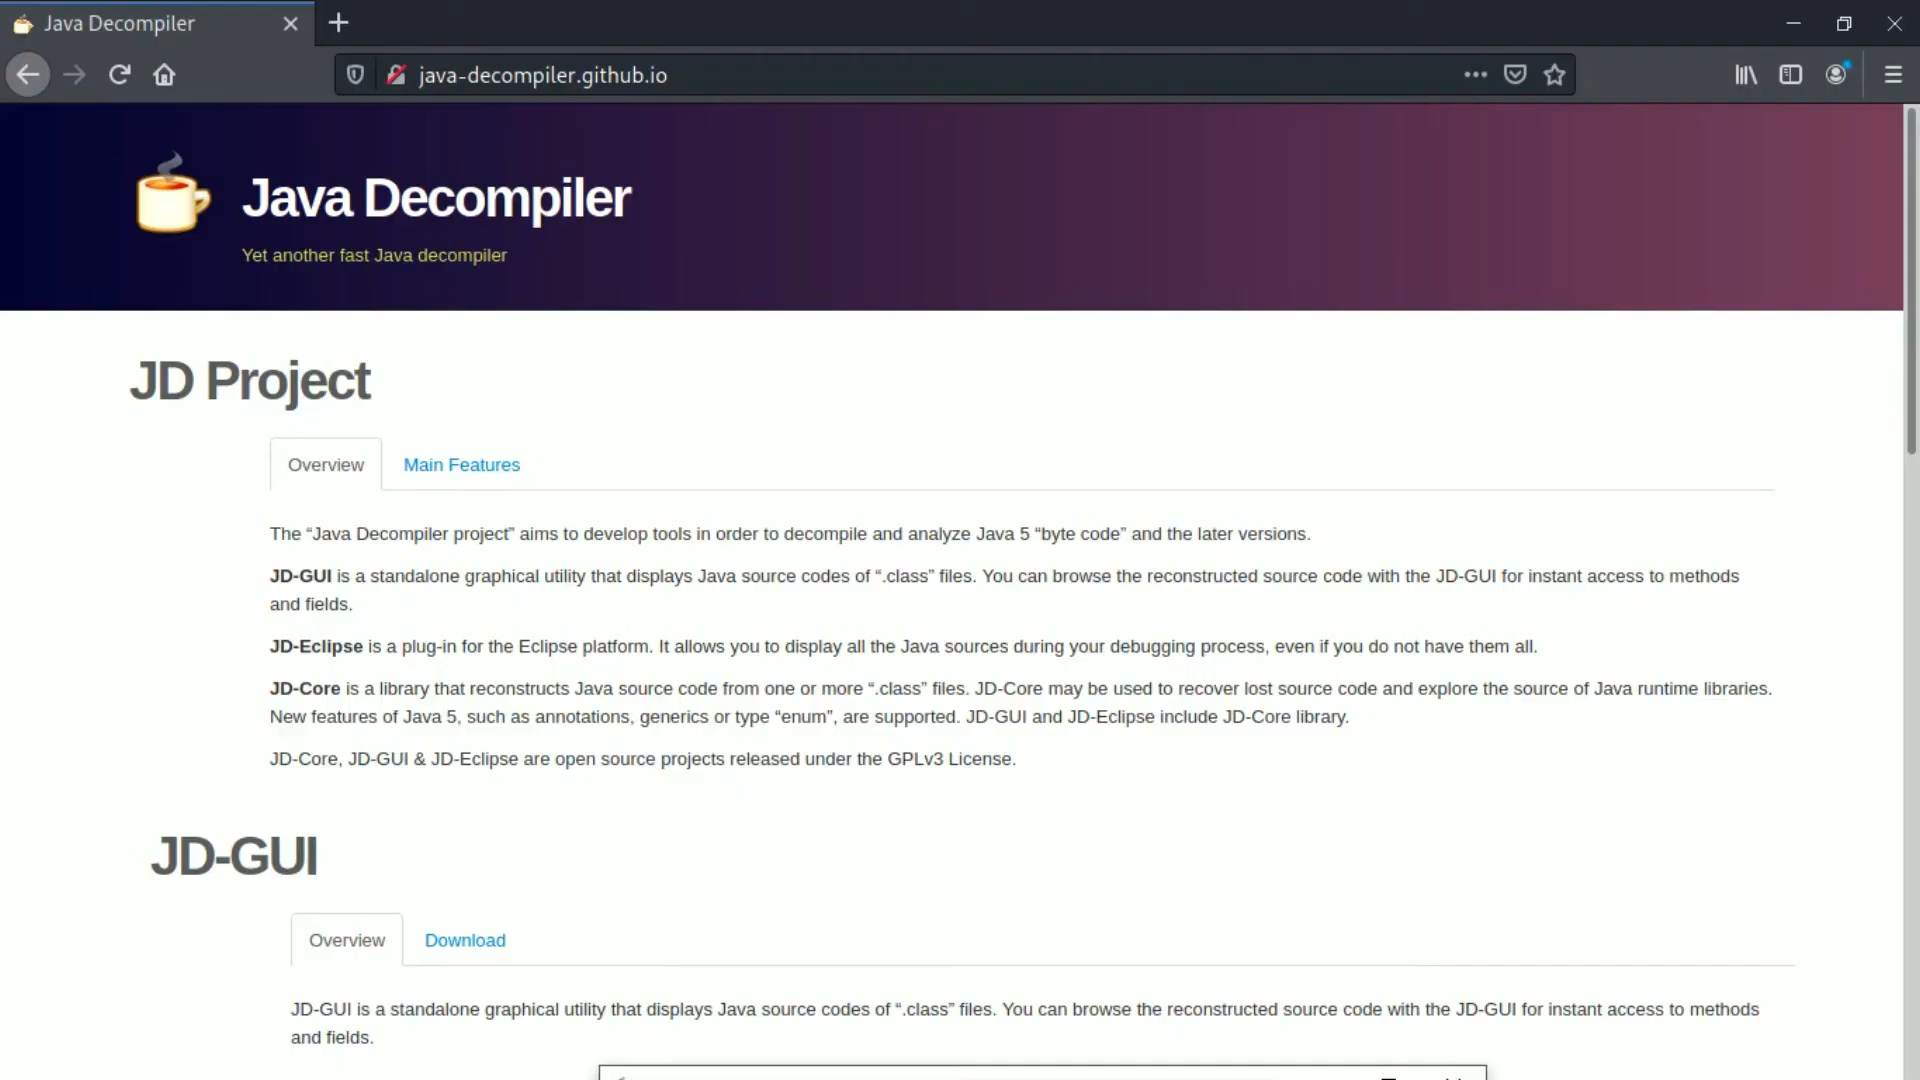 Java Decompiler
java-decompiler.github.io
Java Decompiler
Yet another fast Java decompiler
JD Project
Overview
Main Features
The “Java Decompiler project” aims to develop tools in order to decompile and analyze Java 5 “byte code” and the later versions.
JD-GUI is a standalone graphical utility that displays Java source codes of “.class” files. You can browse the reconstructed source code with the JD-GUI for instant access to methods
and fields.
JD-Eclipse is a plug-in for the Eclipse platform. It allows you to display all the Java sources during your debugging process, even if you do not have them all.
JD-Core is a library that reconstructs Java source code from one or more “.class” files. JD-Core may be used to recover lost source code and explore the source of Java runtime libraries.
New features of Java 5, such as annotations, generics or type “enum”, are supported. JD-GUI and JD-Eclipse include JD-Core library.
JD-Core, JD-GUI & JD-Eclipse are open source projects released under the GPLv3 License.
JD-GUI
Overview
Download
JD-GUI is a standalone graphical utility that displays Java source codes of “.class” files. You can browse the reconstructed source code with the JD-GUI for instant access to methods
and fields.